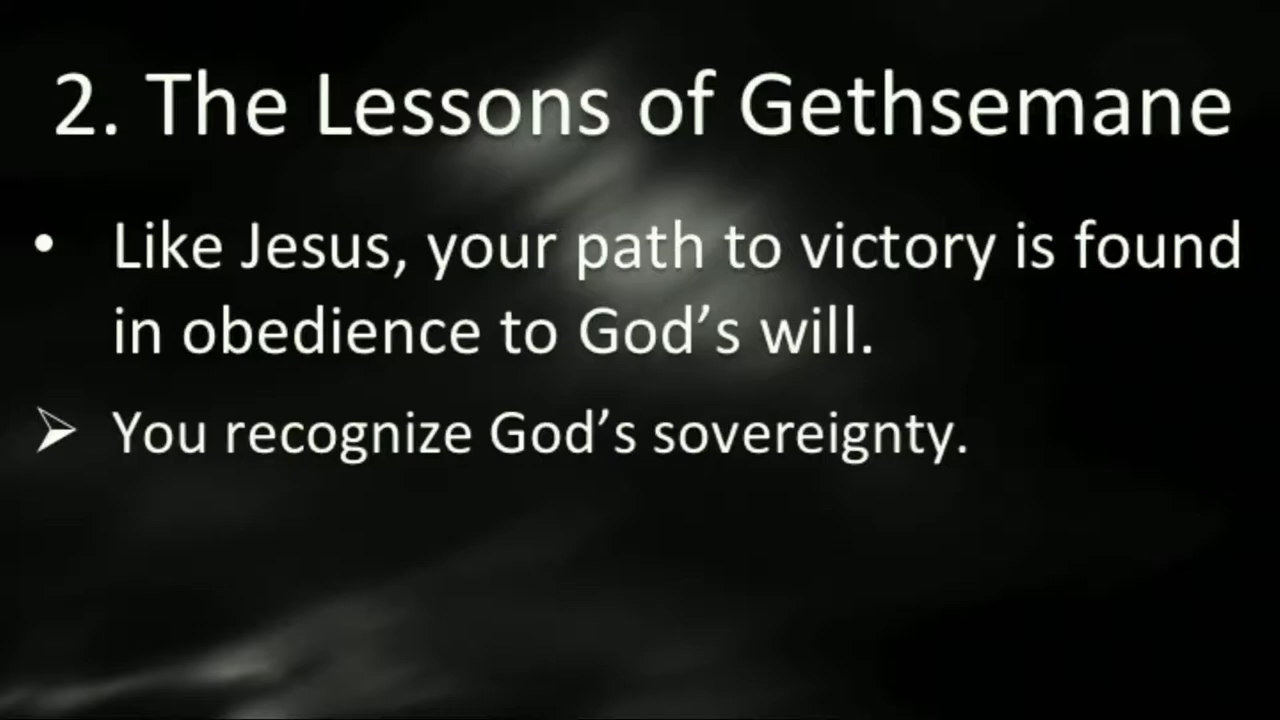 2. The Lessons of Gethsemane
• Like Jesus, your path to victory is found
in obedience to God’s will.
➢ You recognize God’s sovereignty.